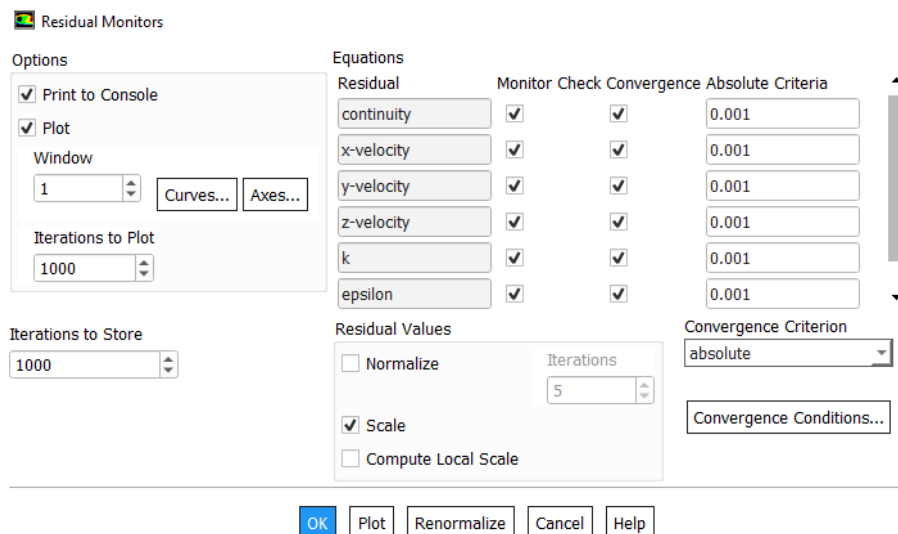 Residual Monitors
Options
Print to Console
Plot
Window
1
Curves... Axes...
Iterations to Plot
1000
Iterations to Store
1000
Equations
Residual Monitor Check Convergence Absolute Criteria
continuity 0.001
x-velocity 0.001
y-velocity 0.001
z-velocity 0.001
k 0.001
epsilon 0.001
Residual Values
Normalize
Iterations
5
Scale
Compute Local Scale
Convergence Criterion
absolute
Convergence Conditions...
OK Plot Renormalize Cancel Help